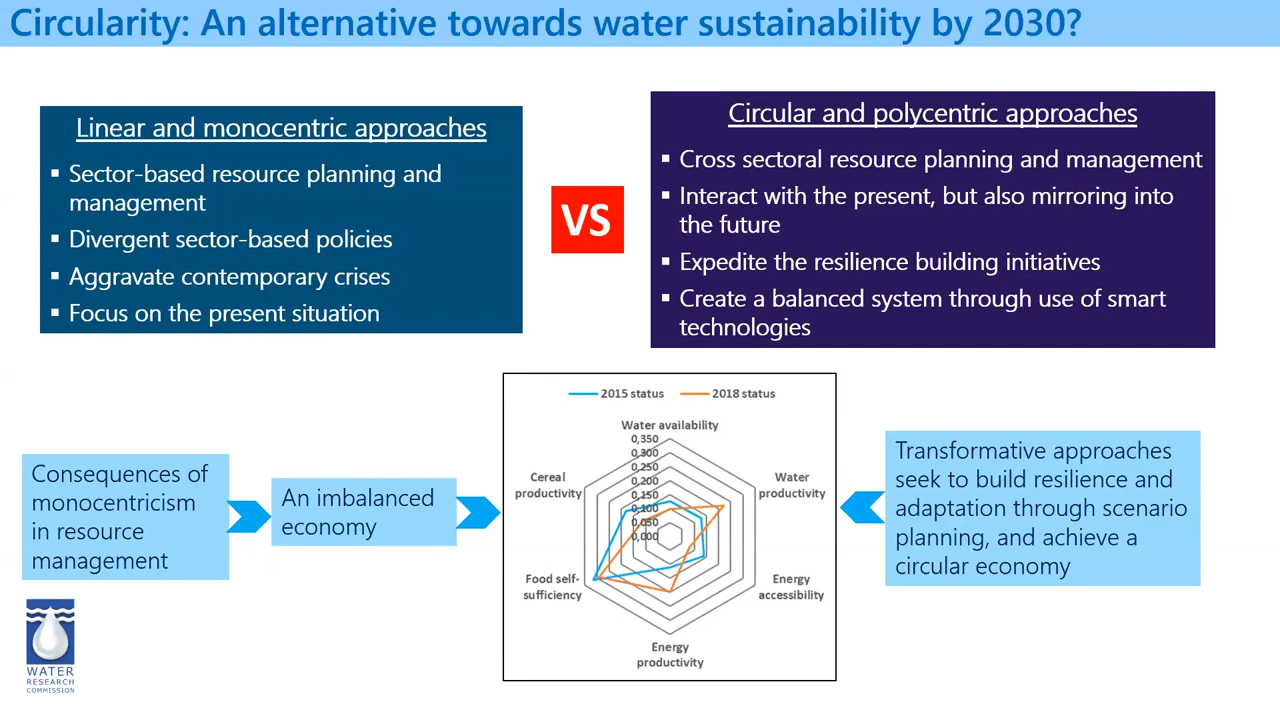 Circularity: An alternative towards water sustainability by 2030?
Linear and monocentric approaches
▪ Sector-based resource planning and
management
▪ Divergent sector-based policies
▪ Aggravate contemporary crises
▪ Focus on the present situation
VS
Circular and polycentric approaches
▪ Cross sectoral resource planning and management
▪ Interact with the present, but also mirroring into
the future
▪ Expedite the resilience building initiatives
▪ Create a balanced system through use of smart
technologies
Consequences of
monocentricism
in resource
management
An imbalanced
economy
2015 status
2018 status
Water availability
0,350
0,300
0,250
0,200
0,150
0,100
0,050
0,000
Water
productivity
Energy
accessibility
Energy
productivity
Food self-
sufficiency
Cereal
productivity
Transformative approaches
seek to build resilience and
adaptation through scenario
planning, and achieve a
circular economy
WATER
RESEARCH
COMMISSION